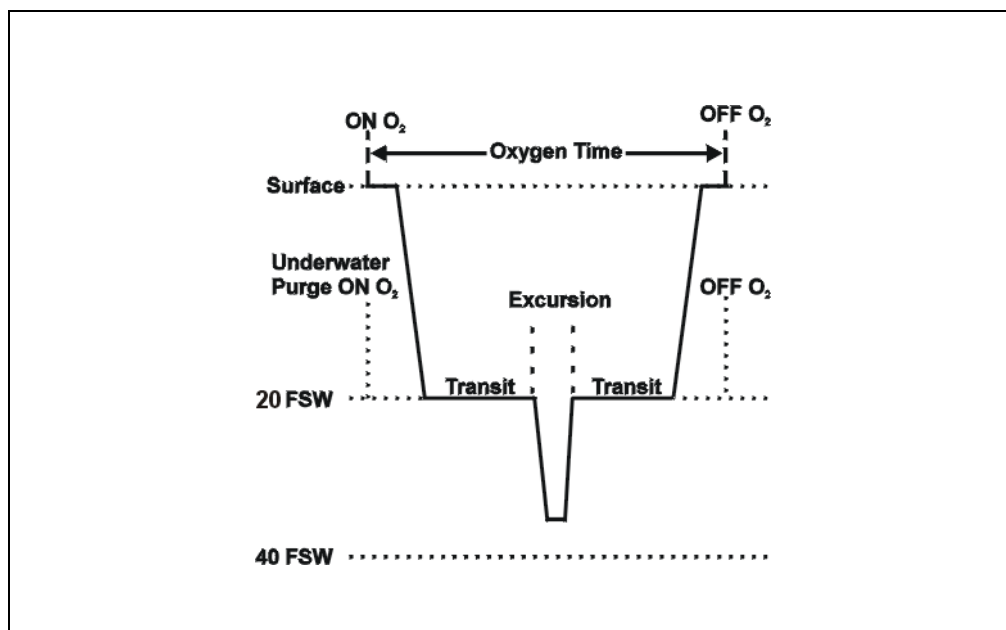 ON O₂
OFF O₂
Oxygen Time
Surface
Underwater
Purge ON O₂
OFF O₂
Excursion
Transit
Transit
20 FSW
40 FSW